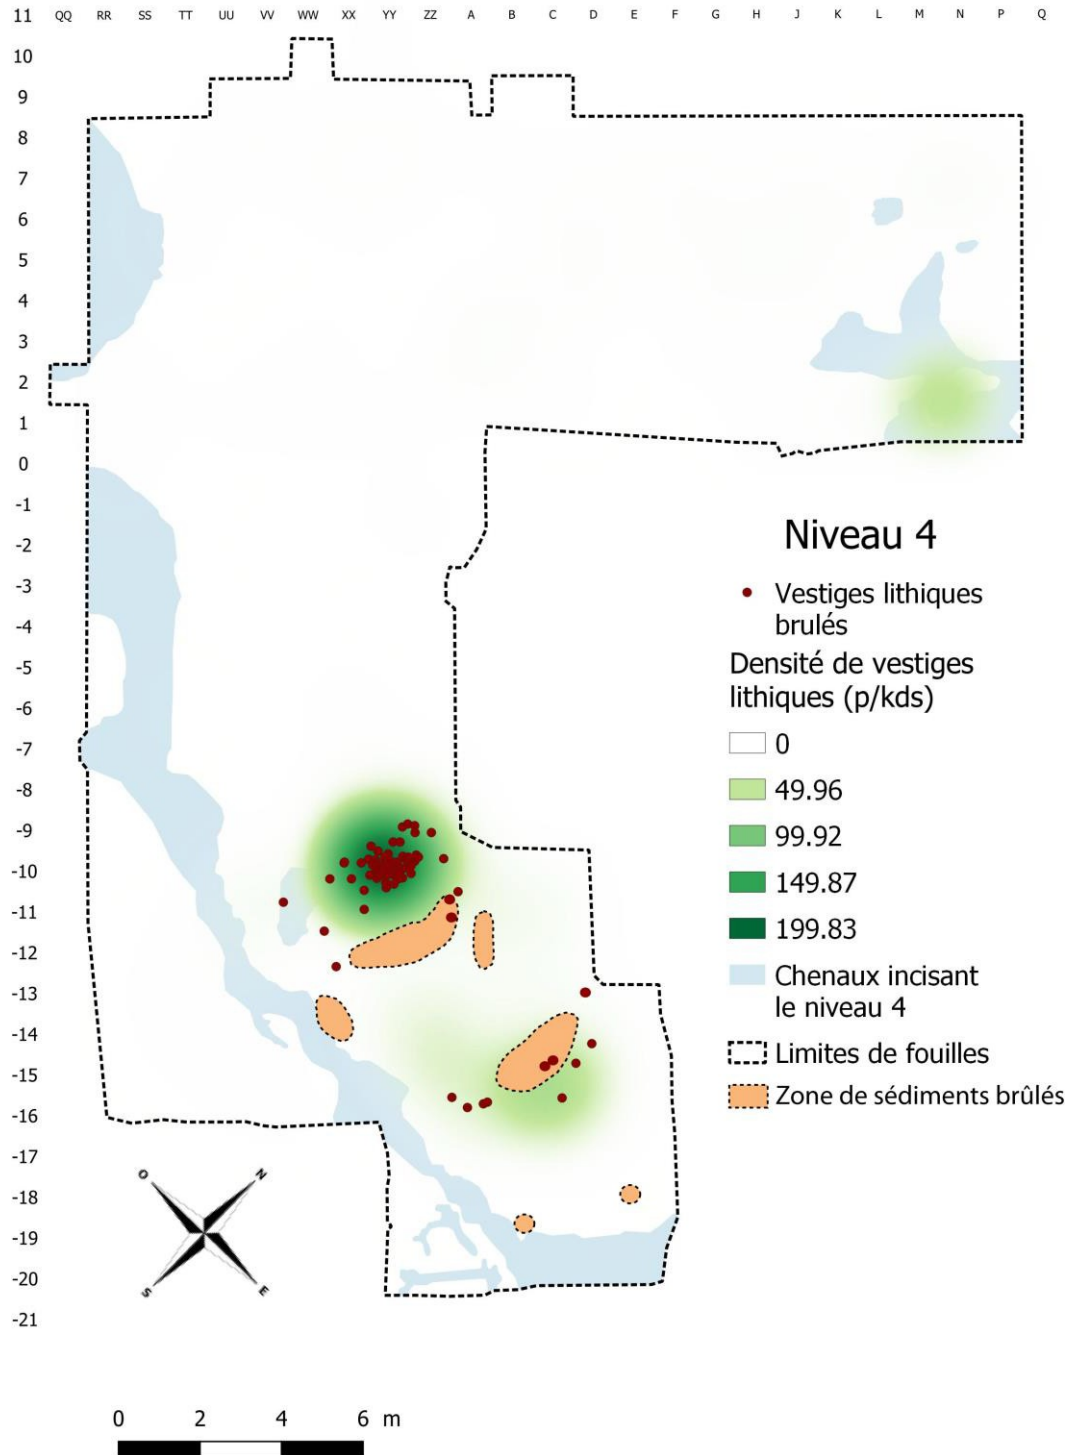 11 QQ RR SS TT UU VV WW XX YY ZZ A B C D E F G H J K L M N P Q
10
9
8
7
6
5
4
3
2
1
0
-1
-2
-3
-4
-5
-6
-7
-8
-9
-10
-11
-12
-13
-14
-15
-16
-17
-18
-19
-20
-21
Niveau 4
Vestiges lithiques
brulés
Densité de vestiges
lithiques (p/kds)
0
49.96
99.92
149.87
199.83
Chenaux incisant
le niveau 4
Limites de fouilles
Zone de sédiments brûlés
O N
S E
0 2 4 6 m